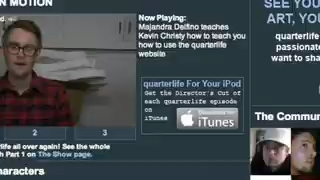 N MOTION
Now Playing:
Majandra Delfino teaches
Kevin Christy how to teach you
how to use the quarterlife
website
quarterlife For Your iPod
Get the Director's Cut of
each quarterlife episode
on
iTunes
iTunes
2
3
life all over again! See the whole
h Part 1 on The Show page.
haracters
SEE YOU
ART, YOU
quarterlife
passionate
want to sha
The Commun